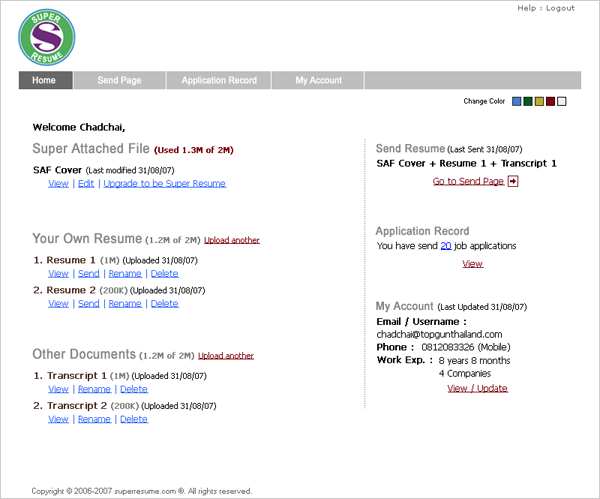 Help : Logout
SUPER
S
RESUME
Home
Send Page
Application Record
My Account
Change Color
Welcome Chadchai,
Super Attached File (Used 1.3M of 2M)
SAF Cover (Last modified 31/08/07)
View | Edit | Upgrade to be Super Resume
Your Own Resume (1.2M of 2M) Upload another
1. Resume 1 (1M) (Uploaded 31/08/07)
View | Send | Rename | Delete
2. Resume 2 (200K) (Uploaded 31/08/07)
View | Send | Rename | Delete
Other Documents (1.2M of 2M) Upload another
1. Transcript 1 (1M) (Uploaded 31/08/07)
View | Rename | Delete
2. Transcript 2 (200K) (Uploaded 31/08/07)
View | Rename | Delete
Send Resume (Last Sent 31/08/07)
SAF Cover + Resume 1 + Transcript 1
Go to Send Page
Application Record
You have send 20 job applications
View
My Account (Last Updated 31/08/07)
Email / Username :
chadchai@topgunthailand.com
Phone : 0812083326 (Mobile)
Work Exp. : 8 years 8 months
4 Companies
View / Update
Copyright © 2006-2007 superresume.com ®. All rights reserved.